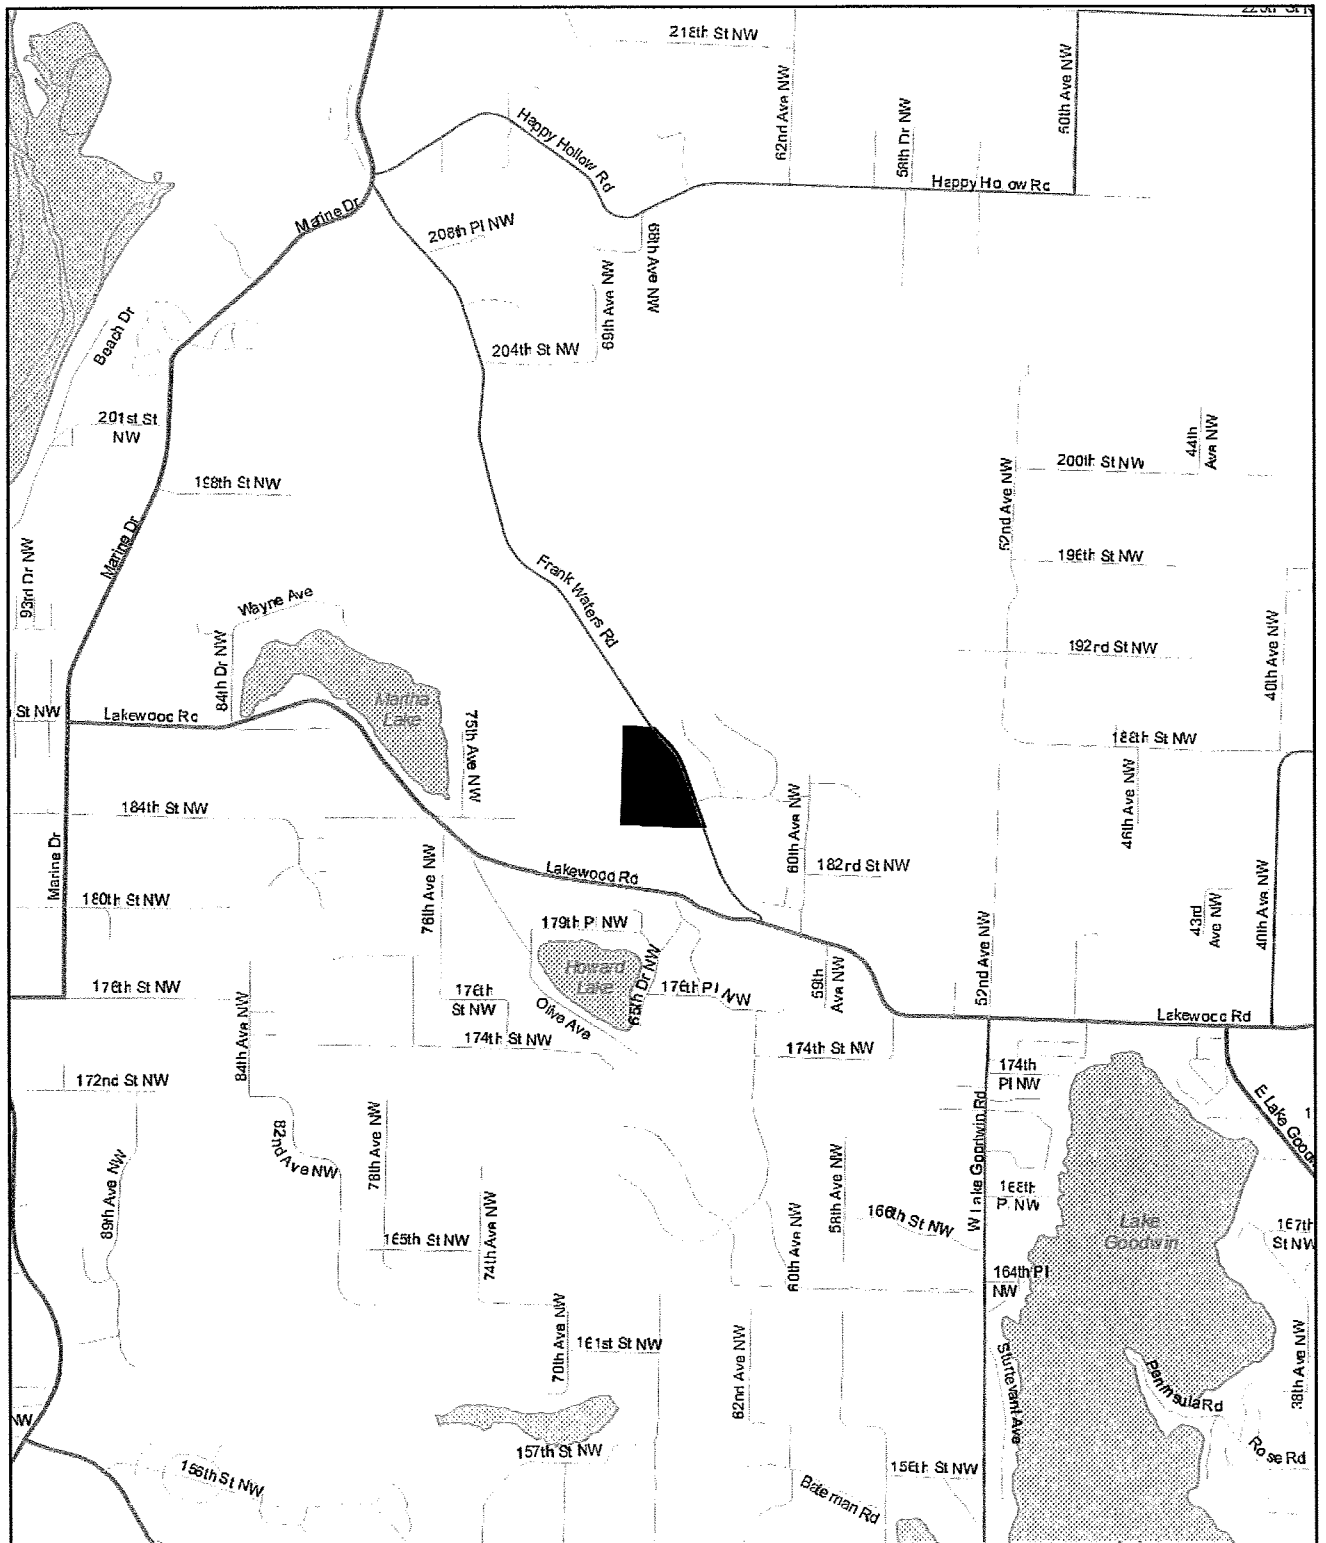 218th St NW
62nd Ave NW
50th Ave NW
58th Dr NW
Happy Hollow Rd
Happy Hollow Rd
Marine Dr
208th Pl NW
68th Ave NW
69th Ave NW
Beach Dr
204th St NW
201st St
NW
44th
Ave NW
200th St NW
52nd Ave NW
198th St NW
Marine Dr
196th St NW
93rd Dr NW
Frank Waters Rd
Wayne Ave
84th Dr NW
192nd St NW
40th Ave NW
Martha
Lake
St NW
Lakewood Rd
75th Ave NW
188th St NW
46th Ave NW
184th St NW
60th Ave NW
Marine Dr
76th Ave NW
Lakewood Rd
182rd St NW
180th St NW
179th Pl NW
43rd
Ave NW
40th Ave NW
52nd Ave NW
Howard
Lake
65th Dr NW
59th
Ave NW
176th St NW
176th
St NW
176th Pl NW
Olive Ave
Lakewood Rd
84th Ave NW
174th St NW
174th St NW
172nd St NW
174th
Pl NW
W Lake Goodwin Rd
E Lake Goodw
82nd Ave NW
78th Ave NW
89th Ave NW
168th
Pl NW
58th Ave NW
166th St NW
Lake
Goodwin
167th
St NW
165th St NW
74th Ave NW
60th Ave NW
164th Pl
NW
161st St NW
70th Ave NW
62nd Ave NW
Sturtevant Ave
Peninsula Rd
38th Ave NW
NW
157th St NW
Rose Rd
156th St NW
156th St NW
Bateman Rd